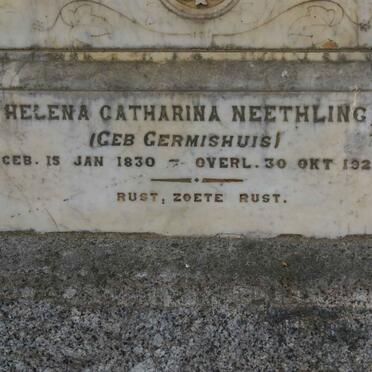 HELENA CATHARINA NEETHLING
(GEB GERMISHUIS)
GEB. 15 JAN 1830 – OVERL. 30 OKT 192
RUST, ZOETE RUST.